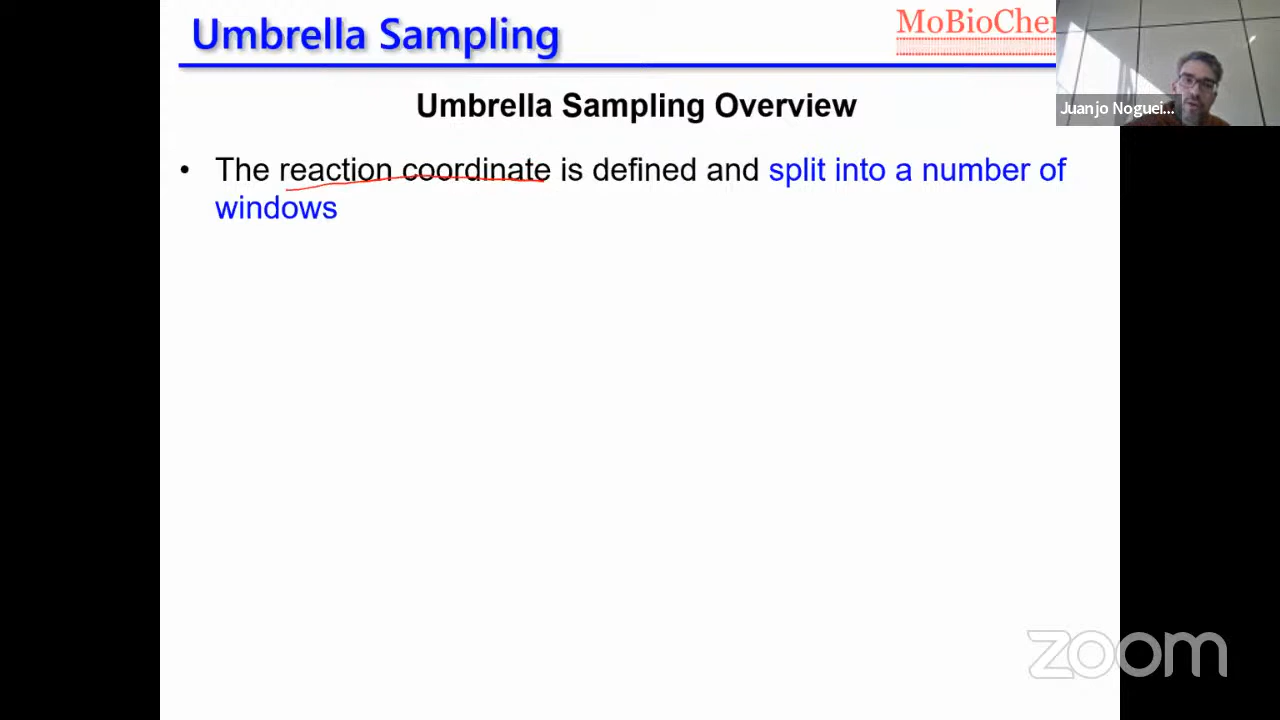 Umbrella Sampling
MoBioChem
Juanjo Noguei...
Umbrella Sampling Overview
• The reaction coordinate is defined and split into a number of
windows
zoom